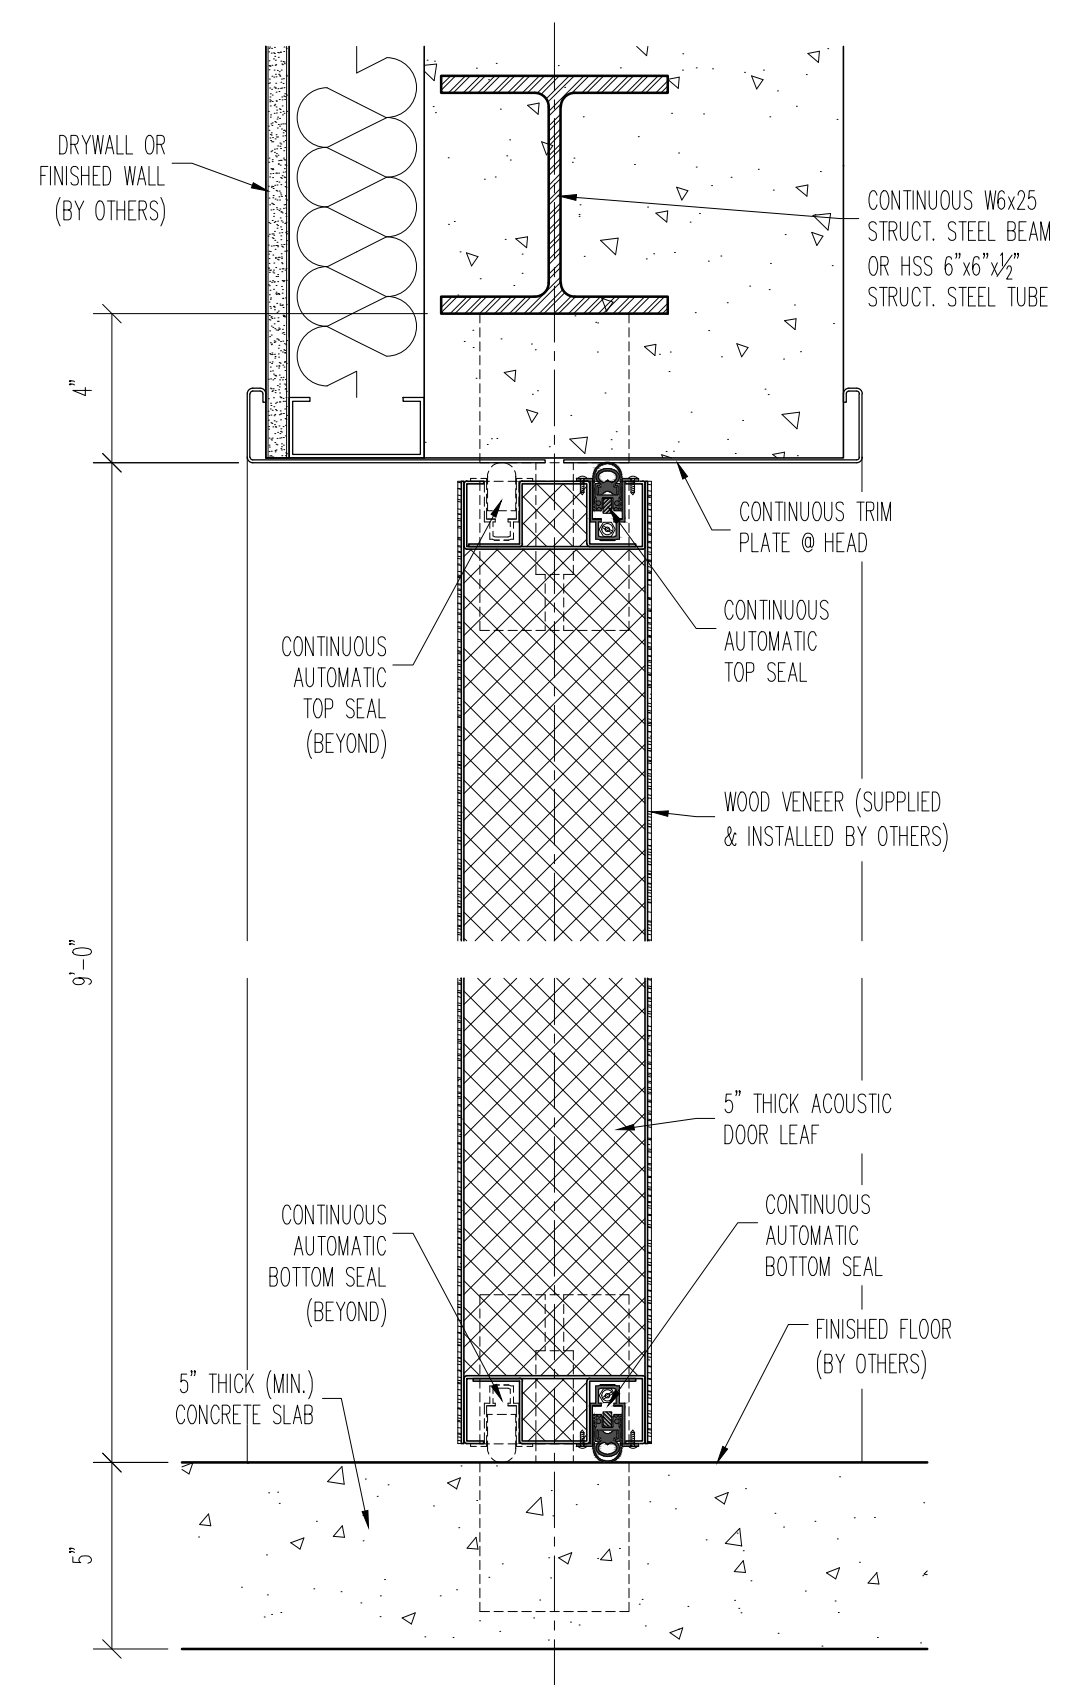 DRYWALL OR
FINISHED WALL
(BY OTHERS)
CONTINUOUS W6x25
STRUCT. STEEL BEAM
OR HSS 6"x6"x½"
STRUCT. STEEL TUBE
4"
CONTINUOUS TRIM
PLATE @ HEAD
CONTINUOUS
AUTOMATIC
TOP SEAL
CONTINUOUS
AUTOMATIC
TOP SEAL
(BEYOND)
WOOD VENEER (SUPPLIED
& INSTALLED BY OTHERS)
9'-0"
5" THICK ACOUSTIC
DOOR LEAF
CONTINUOUS
AUTOMATIC
BOTTOM SEAL
CONTINUOUS
AUTOMATIC
BOTTOM SEAL
(BEYOND)
FINISHED FLOOR
(BY OTHERS)
5" THICK (MIN.)
CONCRETE SLAB
5"